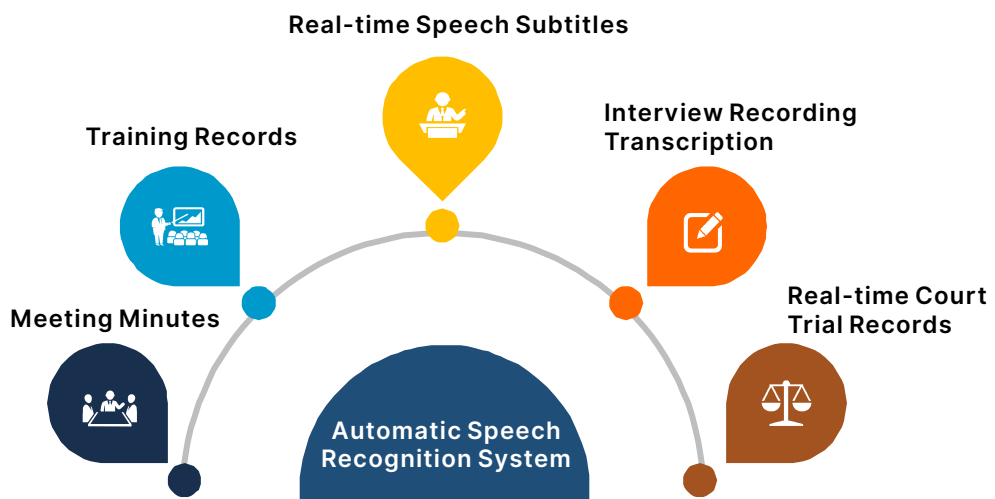 Real-time Speech Subtitles
Interview Recording
Transcription
Training Records
Real-time Court
Trial Records
Meeting Minutes
Automatic Speech
Recognition System